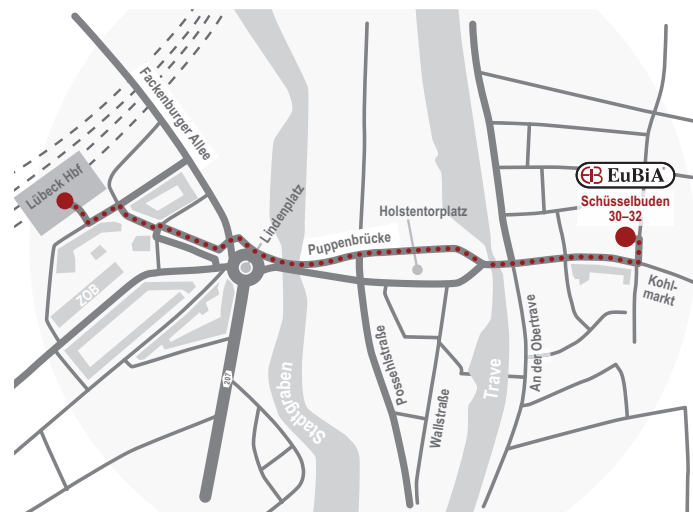 Fackenburger Allee
Lübeck Hbf
EuBiA®
Schüsselbuden
30–32
Lindenplatz
Holstentorplatz
Puppenbrücke
ZOB
Kohl-
markt
207
Stadtgraben
Possehlstraße
Wallstraße
Trave
An der Obertrave